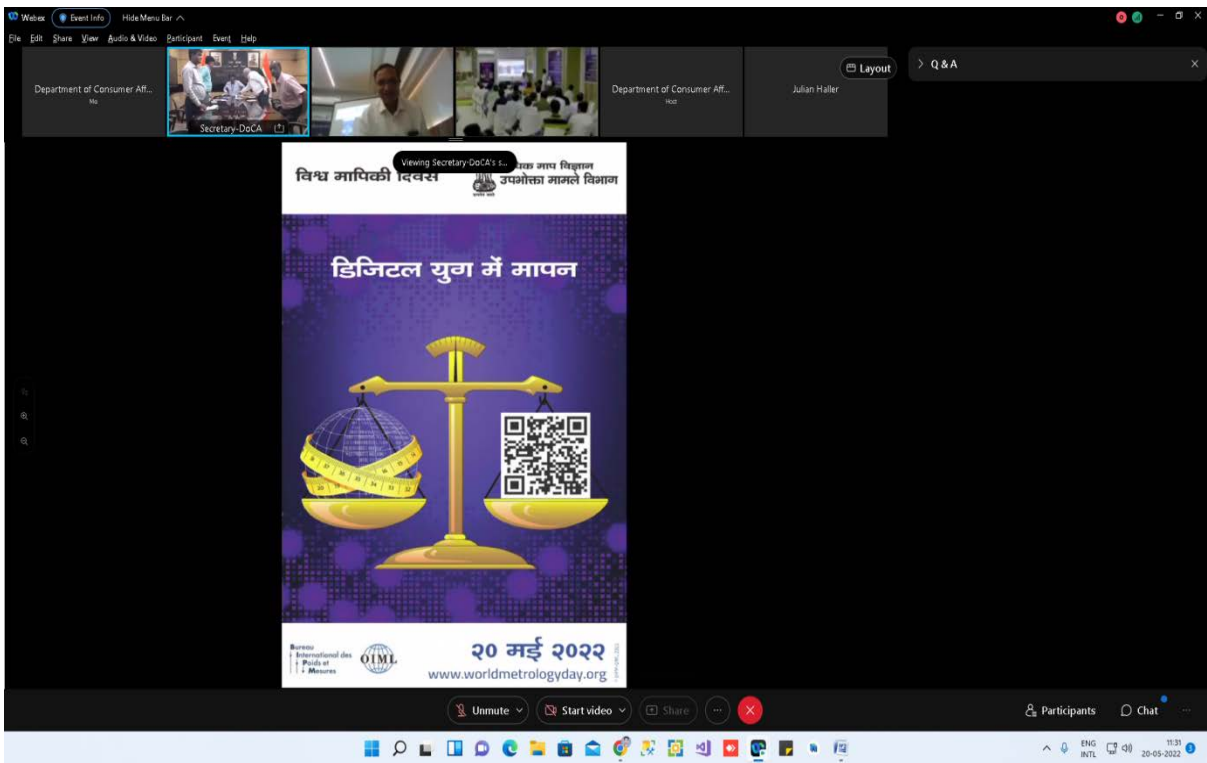 Webex
Event Info
Hide Menu Bar
File Edit Share View Audio & Video Participant Event Help
Department of Consumer Aff...
Me
Secretary-DoCA
Department of Consumer Aff...
Host
Julian Haller
Layout
Q & A
Viewing Secretary-DoCA's s...
विश्व मापिकी दिवस
माप विज्ञान
उपभोक्ता मामले विभाग
डिजिटल युग में मापन
Bureau
International des
Poids et
Mesures
OIML
२० मई २०२२
www.worldmetrologyday.org
Unmute
Start video
Share
Participants
Chat
ENG
INTL
11:31
20-05-2022